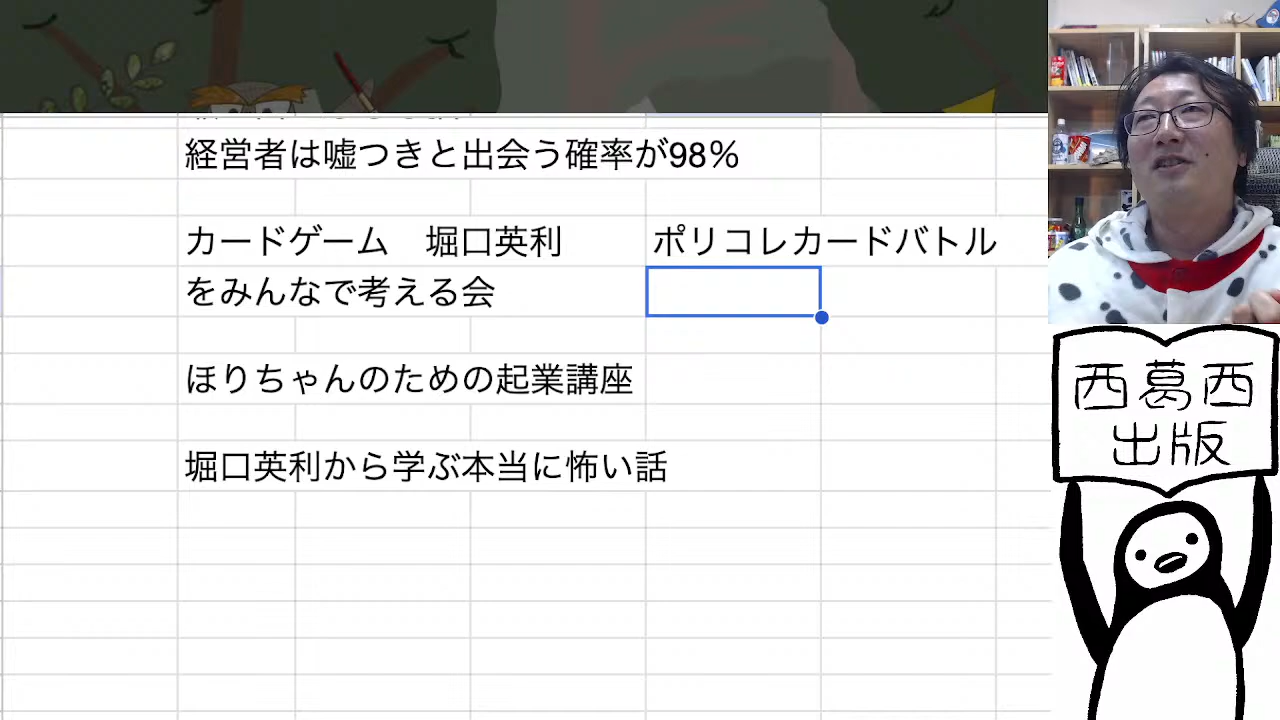 経営者は嘘つきと出会う確率が98%
カードゲーム　堀口英利　ポリコレカードバトル
をみんなで考える会
ほりちゃんのための起業講座
堀口英利から学ぶ本当に怖い話
西葛西
出版